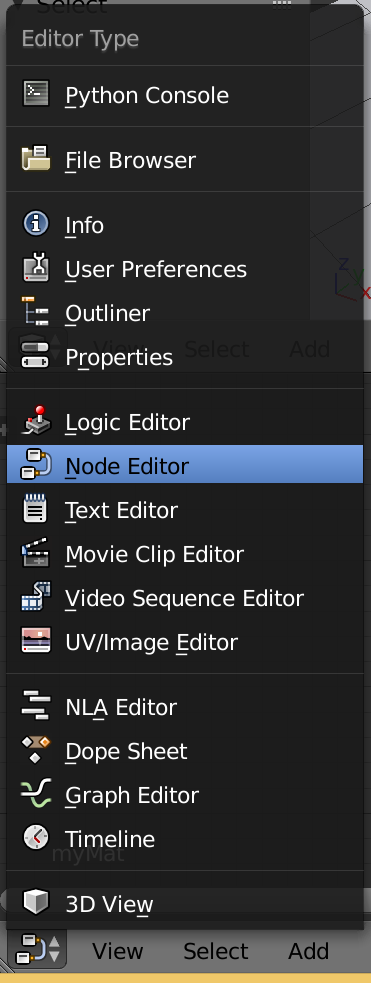 Select
Editor Type
Python Console
File Browser
Info
User Preferences
Outliner
View Select Add
Properties
Logic Editor
Node Editor
Text Editor
Movie Clip Editor
Video Sequence Editor
UV/Image Editor
NLA Editor
Dope Sheet
Graph Editor
Timeline
myMat
3D View
View Select Add
z
x